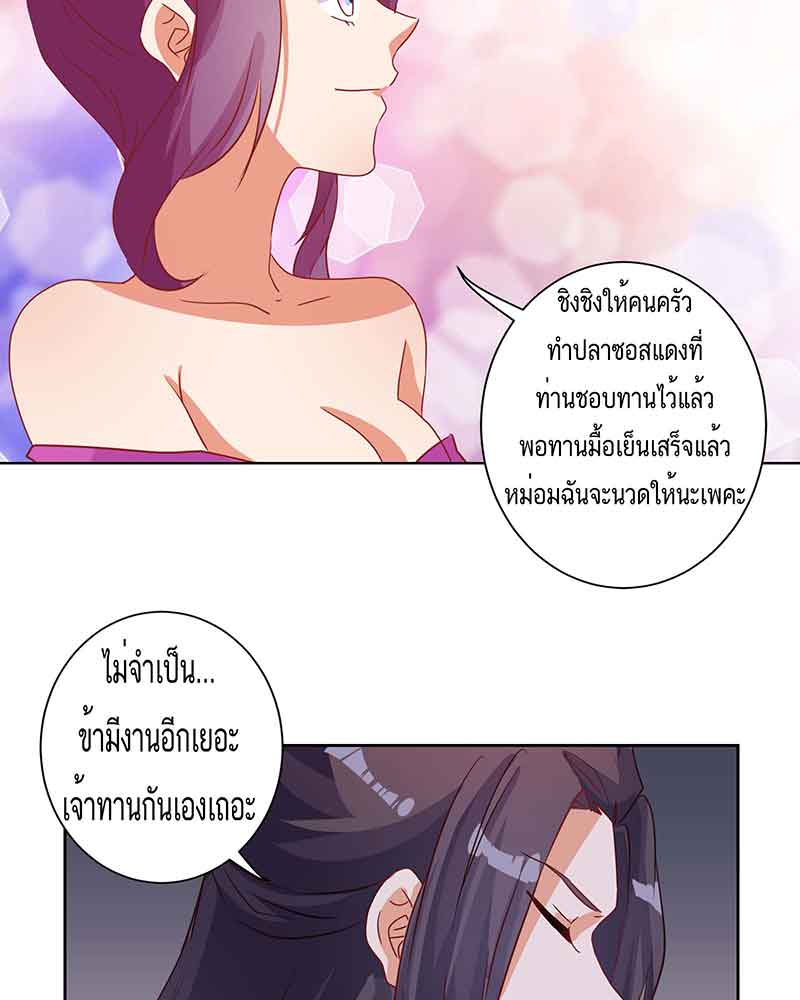 ชิงชิงให้คนครัว
ทำปลาซอสแดงที่
ท่านชอบทานไว้แล้ว
พอทานมื้อเย็นเสร็จแล้ว
หม่อมฉันจะนวดให้นะเพคะ
ไม่จำเป็น...
ข้ามีงานอีกเยอะ
เจ้าทานกันเองเถอะ